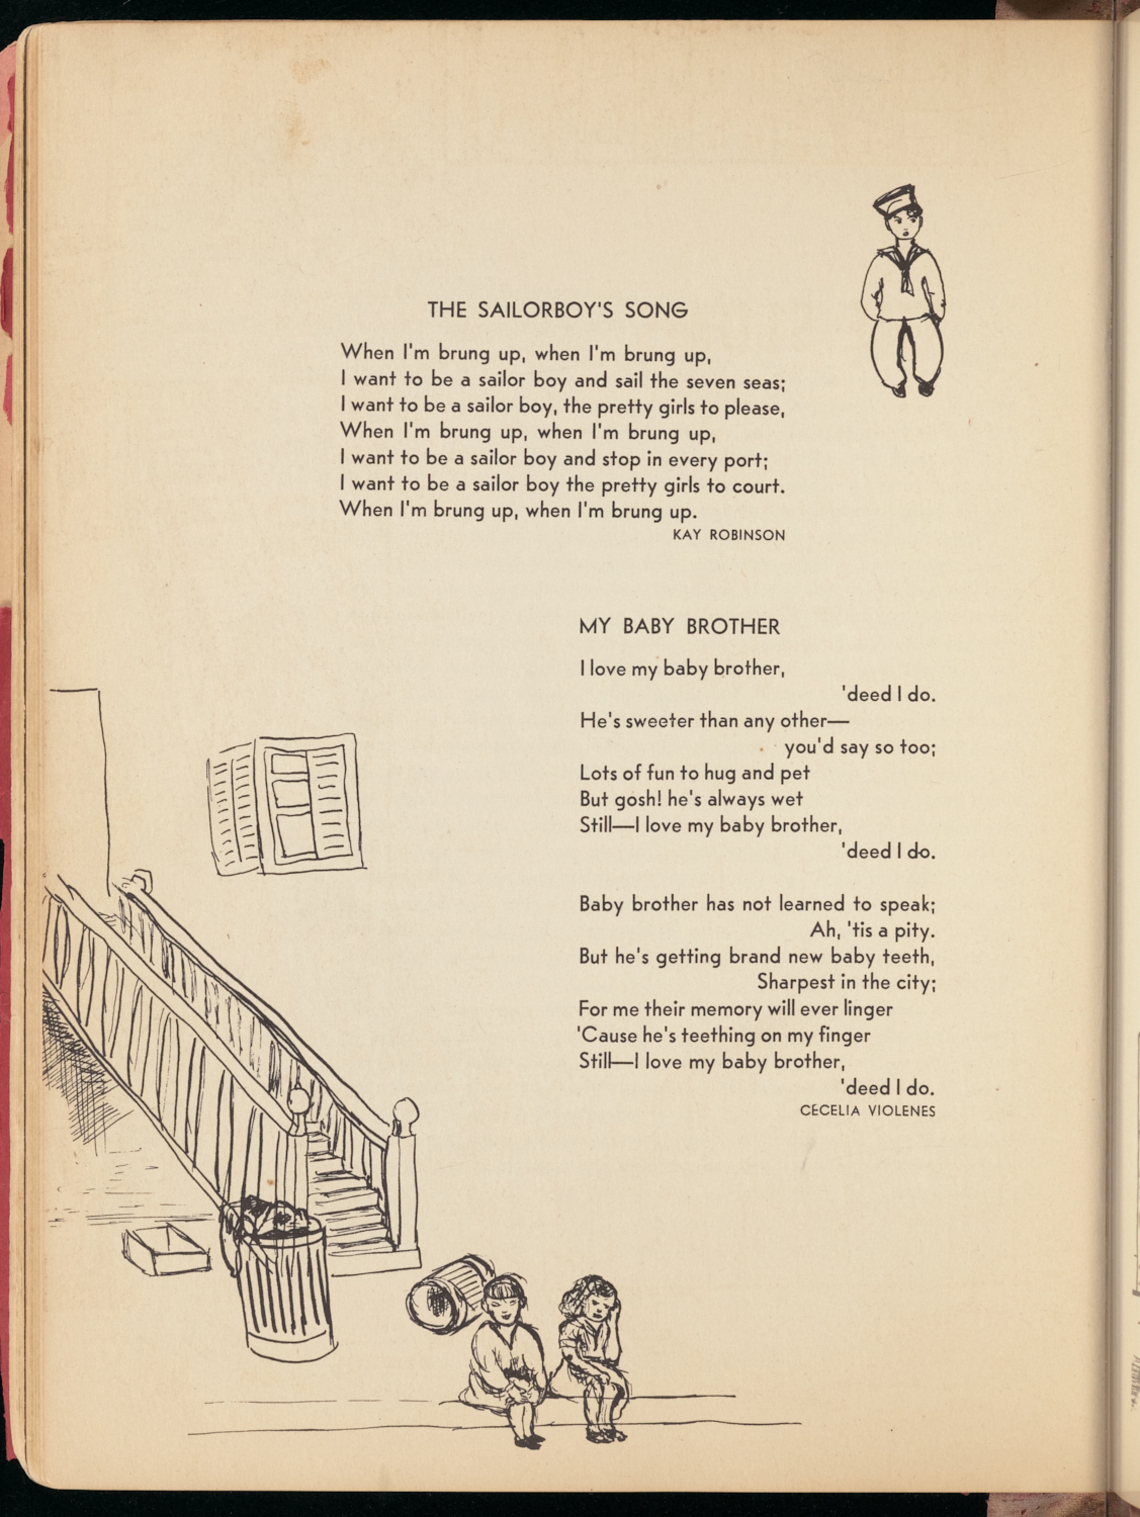 THE SAILORBOY'S SONG
When I'm brung up, when I'm brung up,
I want to be a sailor boy and sail the seven seas;
I want to be a sailor boy, the pretty girls to please,
When I'm brung up, when I'm brung up,
I want to be a sailor boy and stop in every port;
I want to be a sailor boy the pretty girls to court.
When I'm brung up, when I'm brung up.
KAY ROBINSON
MY BABY BROTHER
I love my baby brother,
'deed I do.
He's sweeter than any other—
you'd say so too;
Lots of fun to hug and pet
But gosh! he's always wet
Still—I love my baby brother,
'deed I do.
Baby brother has not learned to speak;
Ah, 'tis a pity.
But he's getting brand new baby teeth,
Sharpest in the city;
For me their memory will ever linger
'Cause he's teething on my finger
Still—I love my baby brother,
'deed I do.
CECELIA VIOLENES